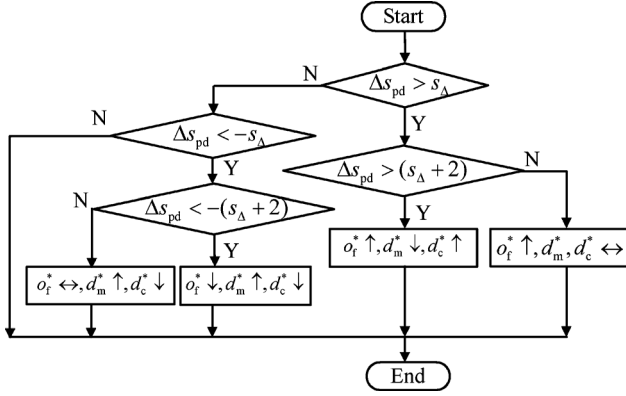 Start
N
Δs_pd > s_Δ
Y
N
Δs_pd < −s_Δ
Y
Δs_pd > (s_Δ + 2)
N
Y
N
Δs_pd < −(s_Δ + 2)
Y
o_f^* ↑, d_m^* ↓, d_c^* ↑
o_f^* ↑, d_m^*, d_c^* ↔
o_f^* ↔, d_m^* ↑, d_c^* ↓
o_f^* ↓, d_m^* ↑, d_c^* ↓
End